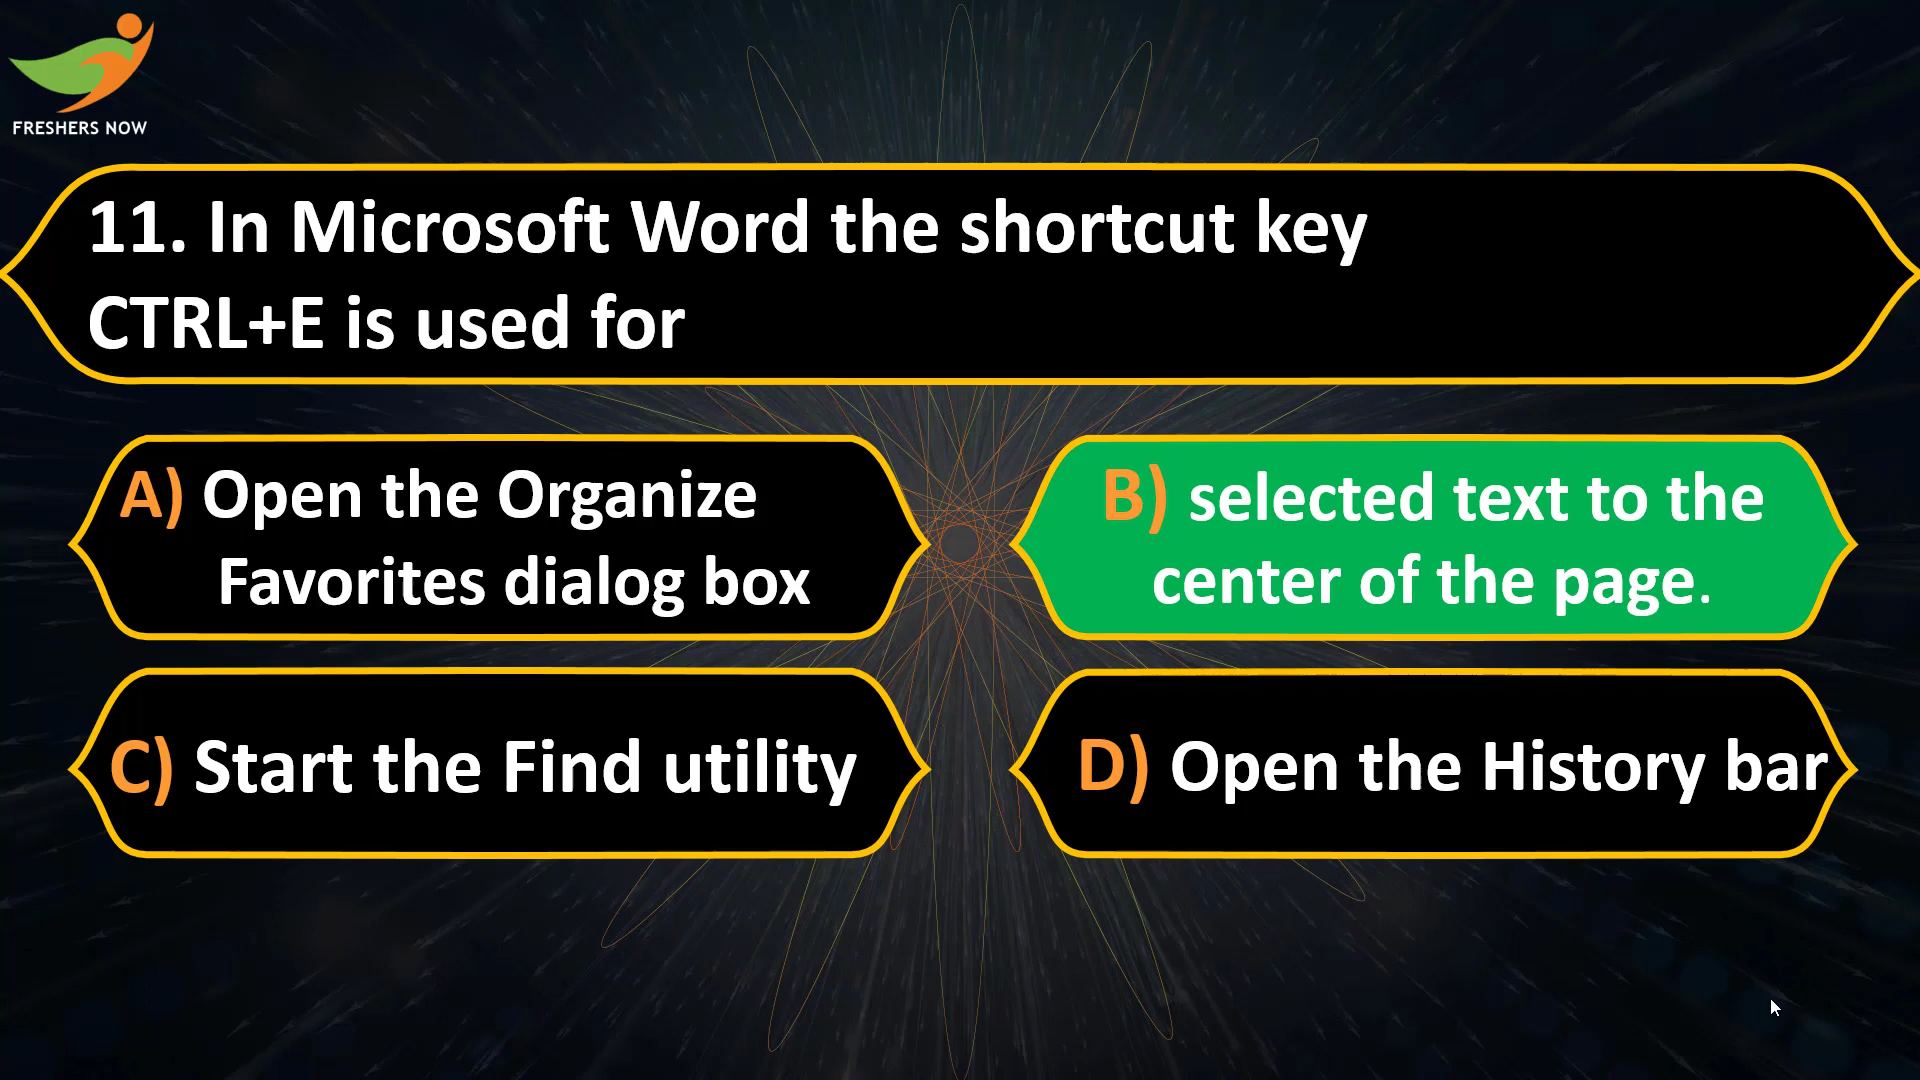 FRESHERS NOW
11. In Microsoft Word the shortcut key
CTRL+E is used for
A) Open the Organize
Favorites dialog box
B) selected text to the
center of the page.
C) Start the Find utility
D) Open the History bar